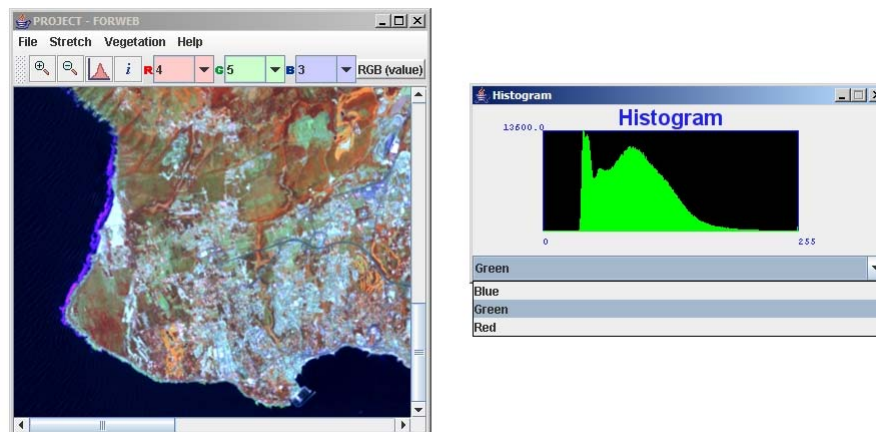 PROJECT - FORWEB
File Stretch Vegetation Help
i R 4 G 5 B 3 RGB (value)
Histogram
Histogram
13600.0
0 255
Green
Blue
Green
Red